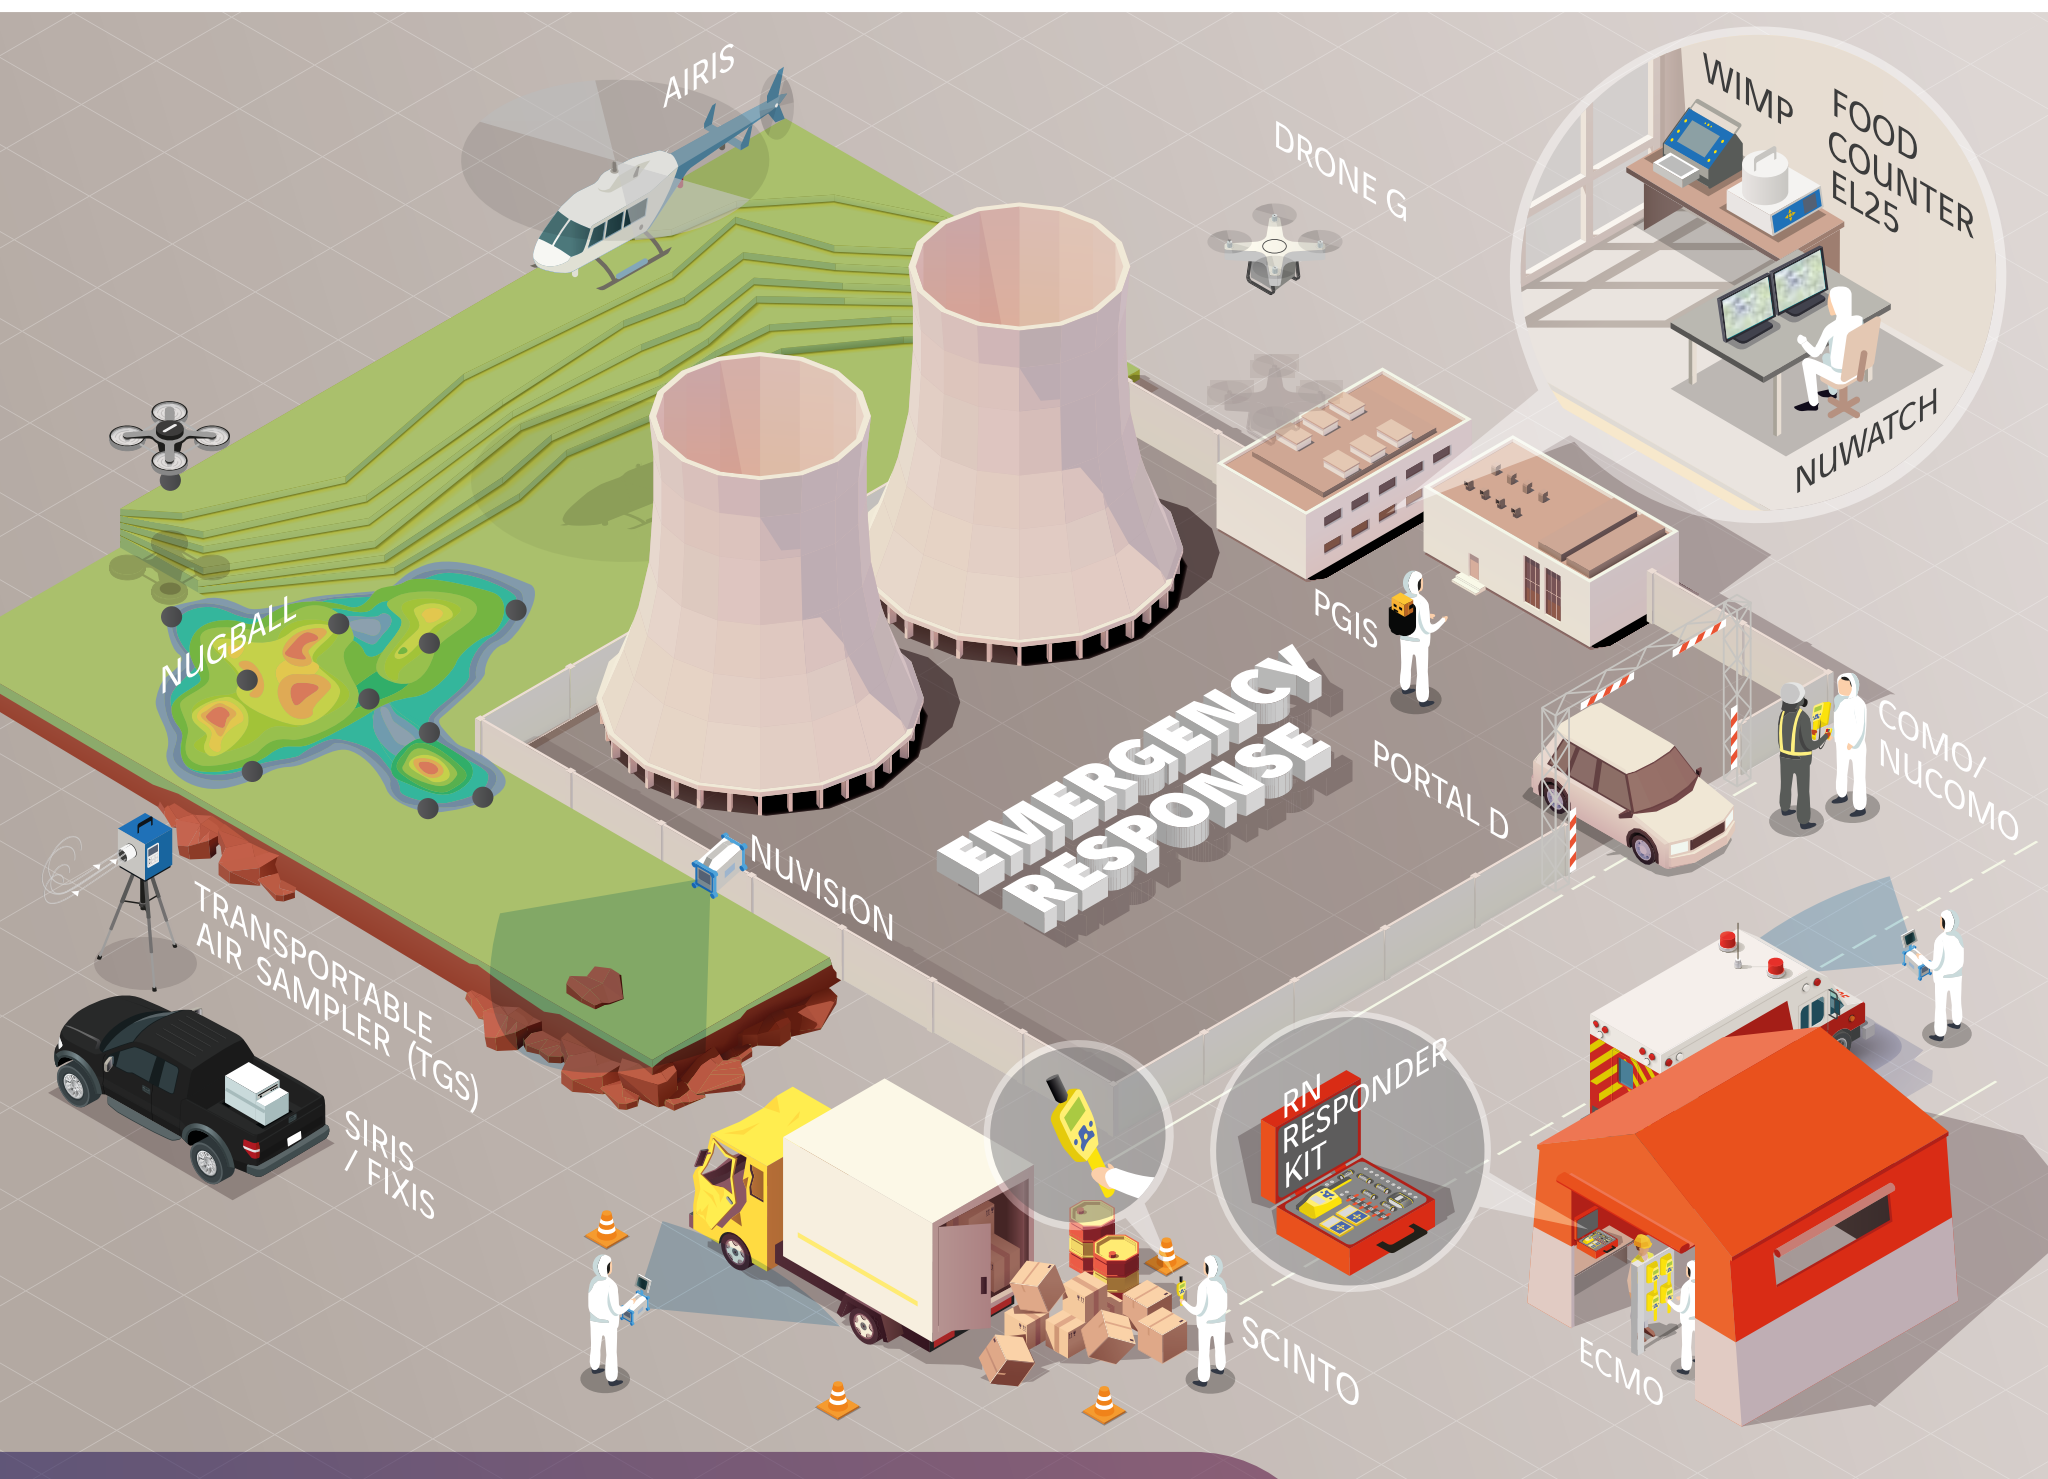 AIRIS
DRONE G
WIMP
FOOD
COUNTER
EL25
NUWATCH
NUGBALL
PGIS
EMERGENCY
RESPONSE
PORTAL D
COMO/
NUCOMO
NUVISION
TRANSPORTABLE
AIR SAMPLER (TGS)
SIRIS
/ FIXIS
RN
RESPONDER
KIT
SCINTO
ECMO